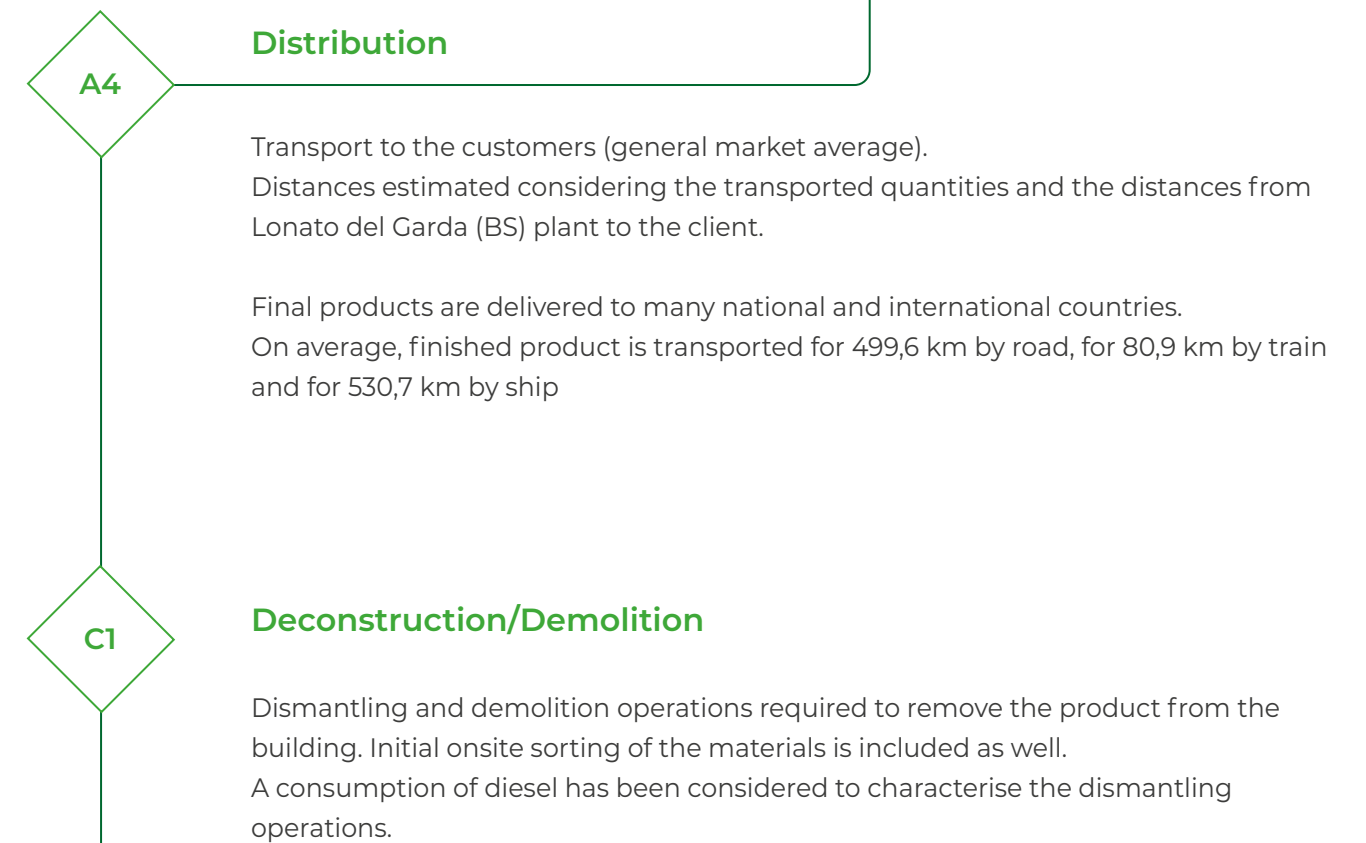 A4
Distribution
Transport to the customers (general market average).
Distances estimated considering the transported quantities and the distances from
Lonato del Garda (BS) plant to the client.
Final products are delivered to many national and international countries.
On average, finished product is transported for 499,6 km by road, for 80,9 km by train
and for 530,7 km by ship
C1
Deconstruction/Demolition
Dismantling and demolition operations required to remove the product from the
building. Initial onsite sorting of the materials is included as well.
A consumption of diesel has been considered to characterise the dismantling
operations.